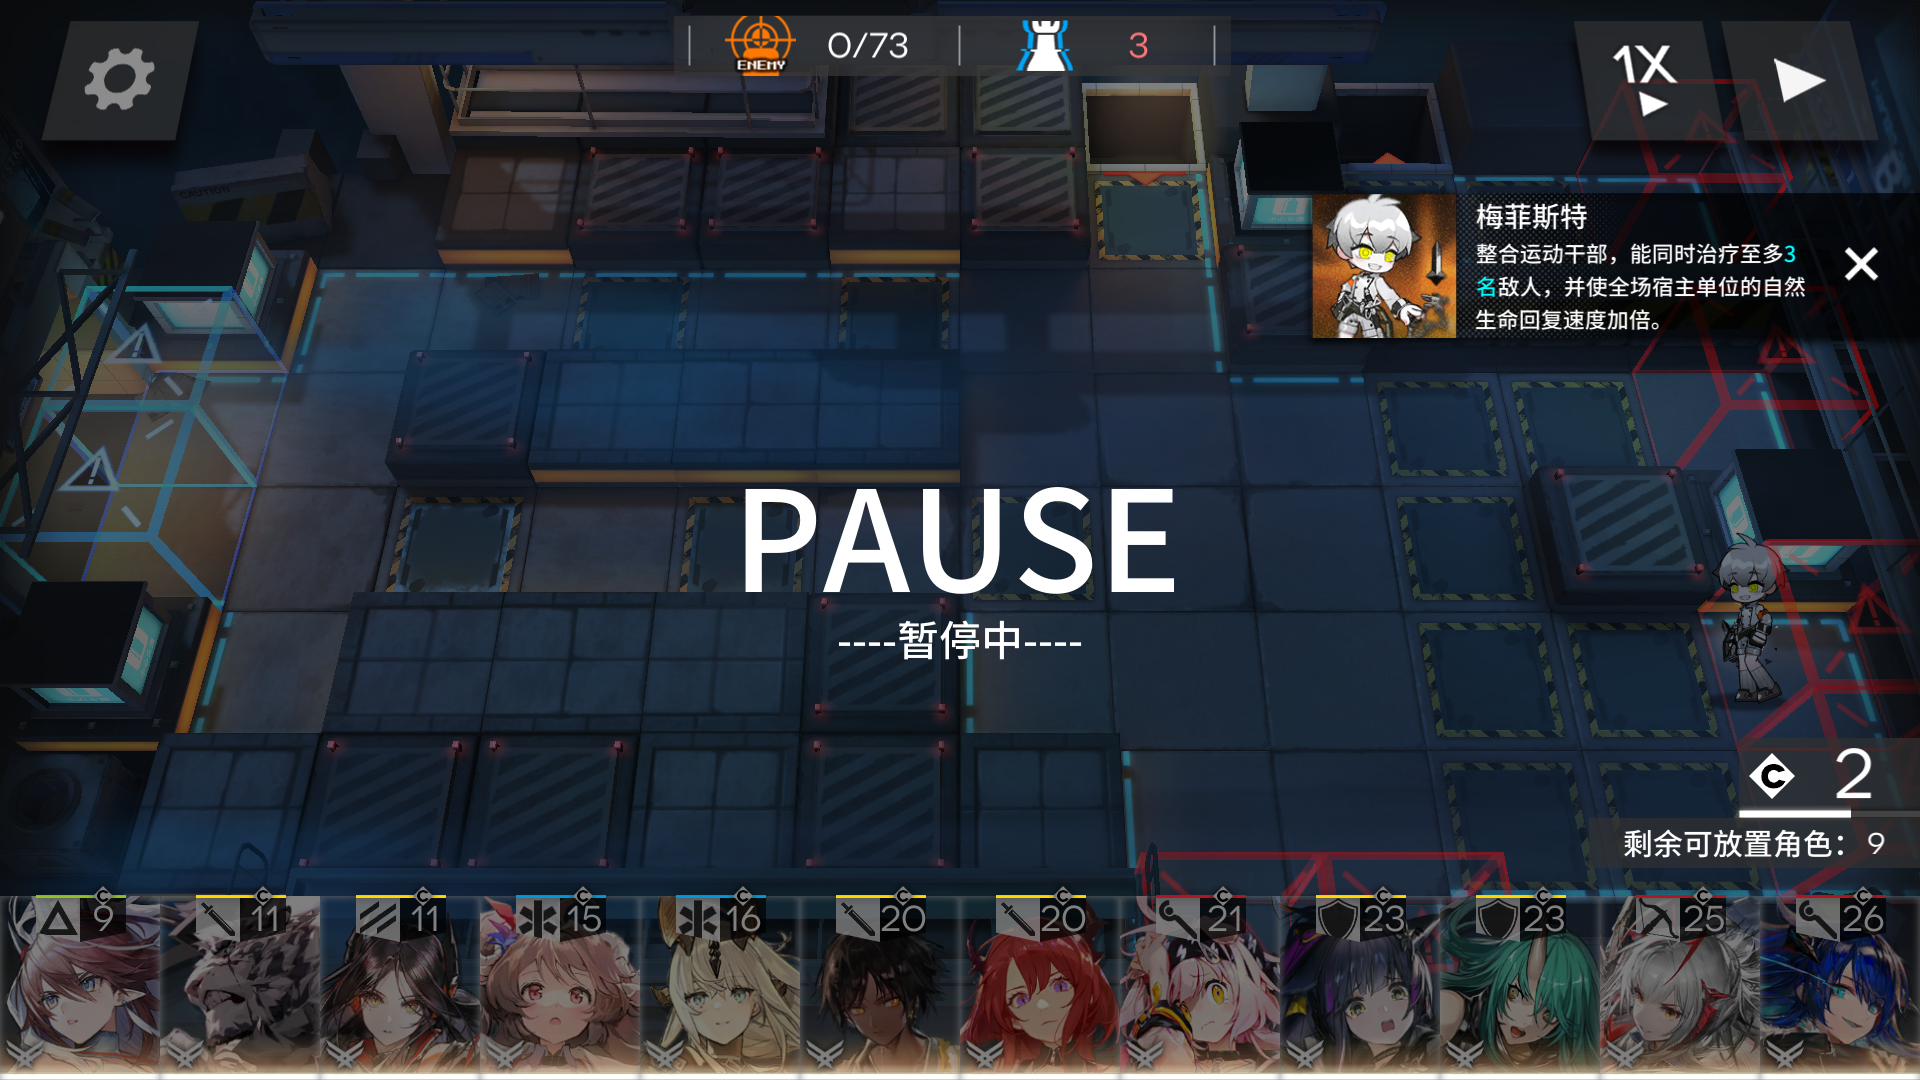 ENEMY
0/73
3
1X
CAUTION
梅菲斯特
整合运动干部，能同时治疗至多3
名敌人，并使全场宿主单位的自然
生命回复速度加倍。
PAUSE
----暂停中----
C 2
剩余可放置角色： 9
9
11
11
15
16
20
20
21
23
23
25
26